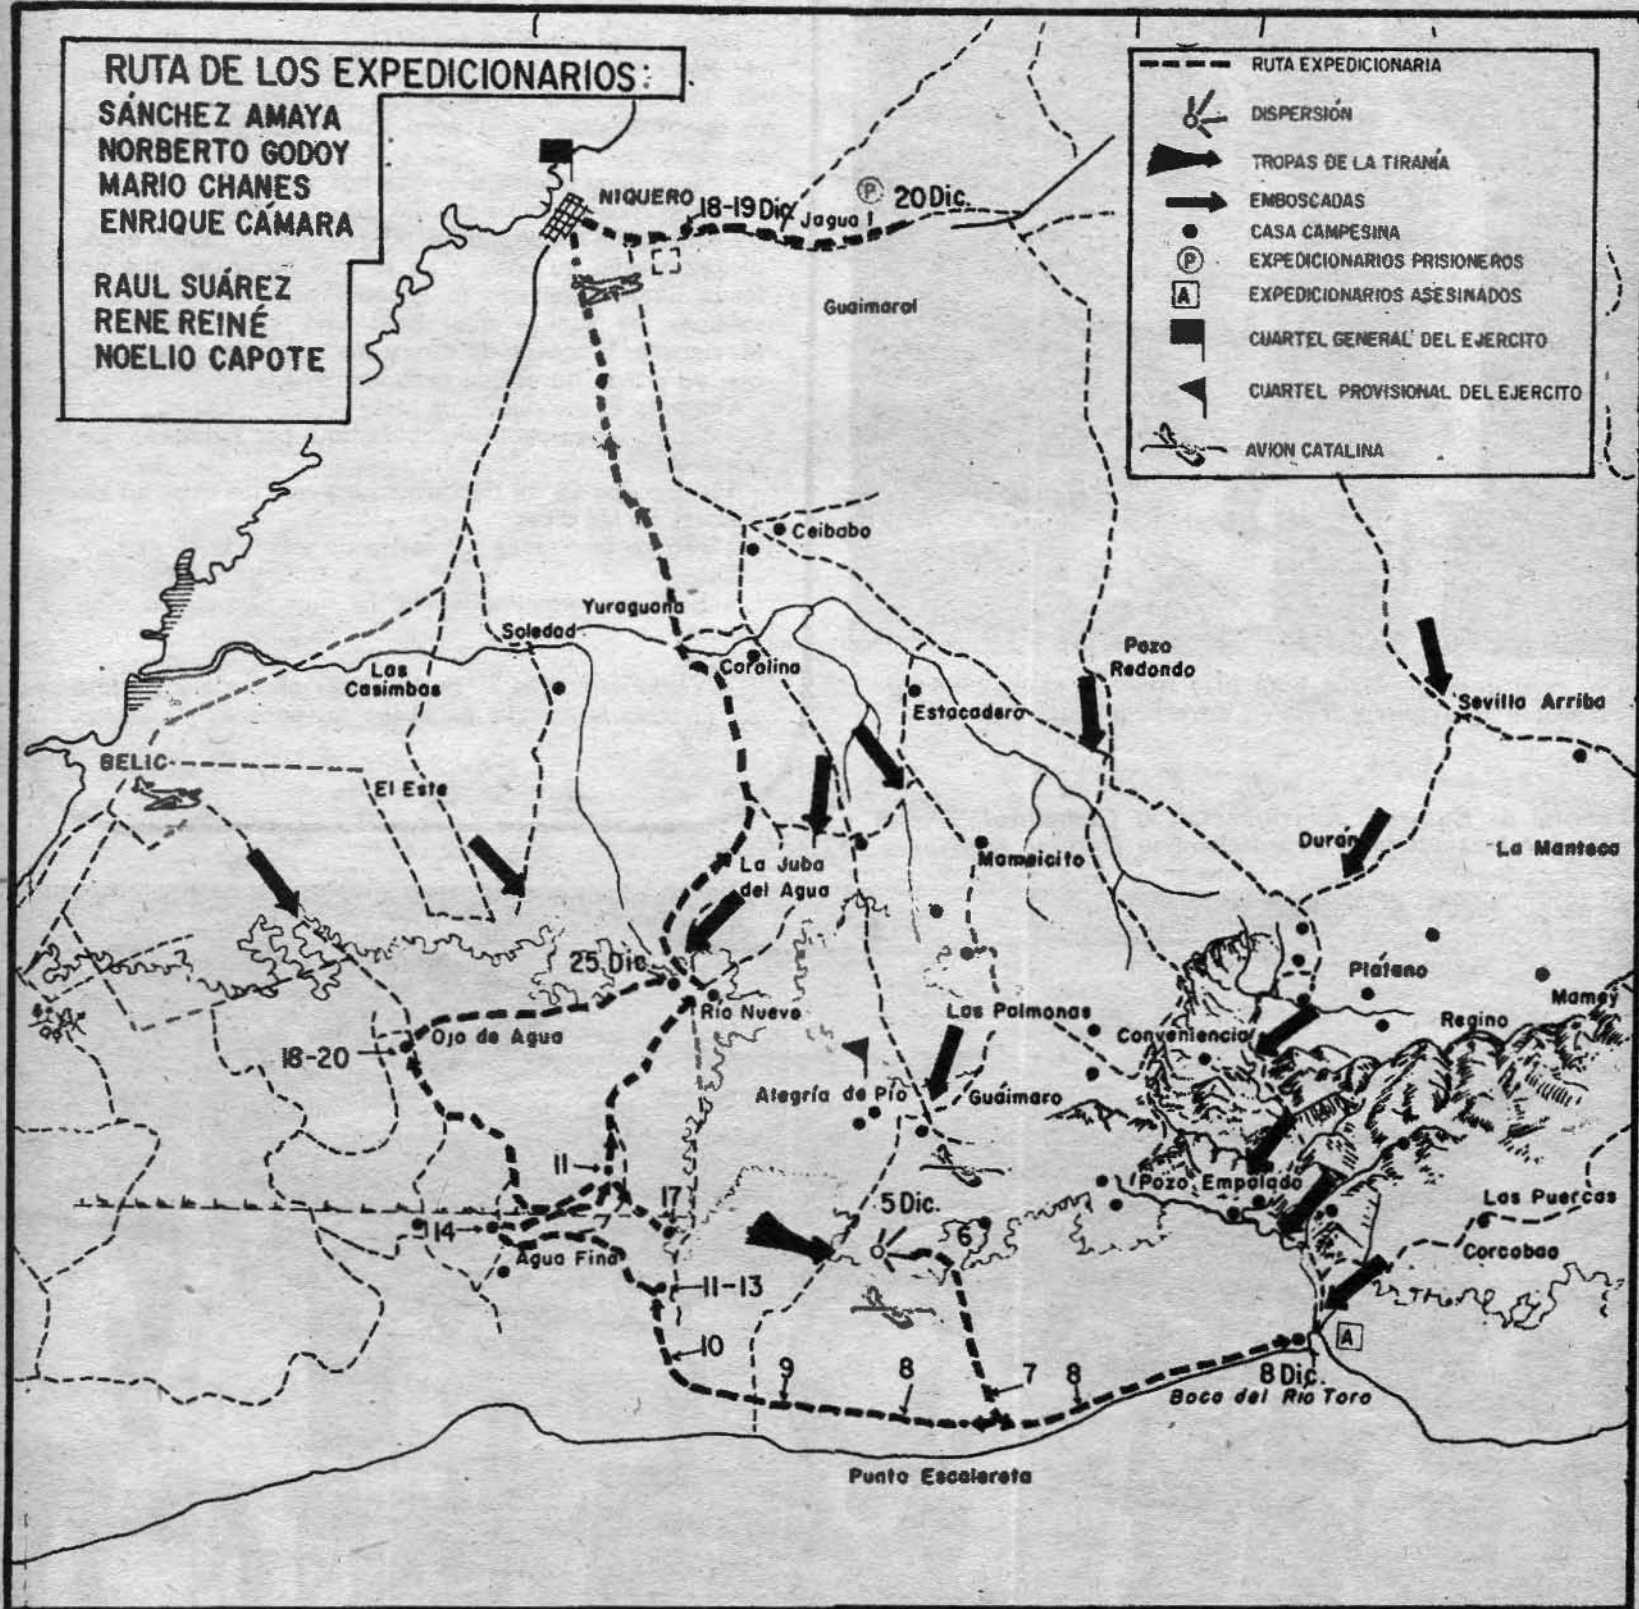 RUTA DE LOS EXPEDICIONARIOS:
SÁNCHEZ AMAYA
NORBERTO GODOY
MARIO CHANES
ENRIQUE CÁMARA
RAUL SUÁREZ
RENE REINÉ
NOELIO CAPOTE
RUTA EXPEDICIONARIA
DISPERSIÓN
TROPAS DE LA TIRANÍA
EMBOSCADAS
CASA CAMPESINA
P EXPEDICIONARIOS PRISIONEROS
A EXPEDICIONARIOS ASESINADOS
CUARTEL GENERAL DEL EJERCITO
CUARTEL PROVISIONAL DEL EJERCITO
AVION CATALINA
NIQUERO
18-19 Dic.
Jagua 1
P
20 Dic.
Guaimaral
Ceibabo
Yuraguana
Soledad
Las
Casimbas
Carolina
Pozo
Redondo
Estacadero
Sevilla Arriba
BELIC
El Este
Durán
La Manteca
La Juba
del Agua
Mameicito
25 Dic.
Plátano
Mamey
Río Nuevo
Las Palmonas
Regino
Ojo de Agua
Conveniencia
18-20
Alegría de Pío
Guáimaro
11
17
Pozo Empalado
Las Puercas
14
5 Dic.
6
Corcobao
Agua Fina
11-13
10
9
8
7
8
A
8 Dic.
Boca del Río Toro
Punta Escalereta